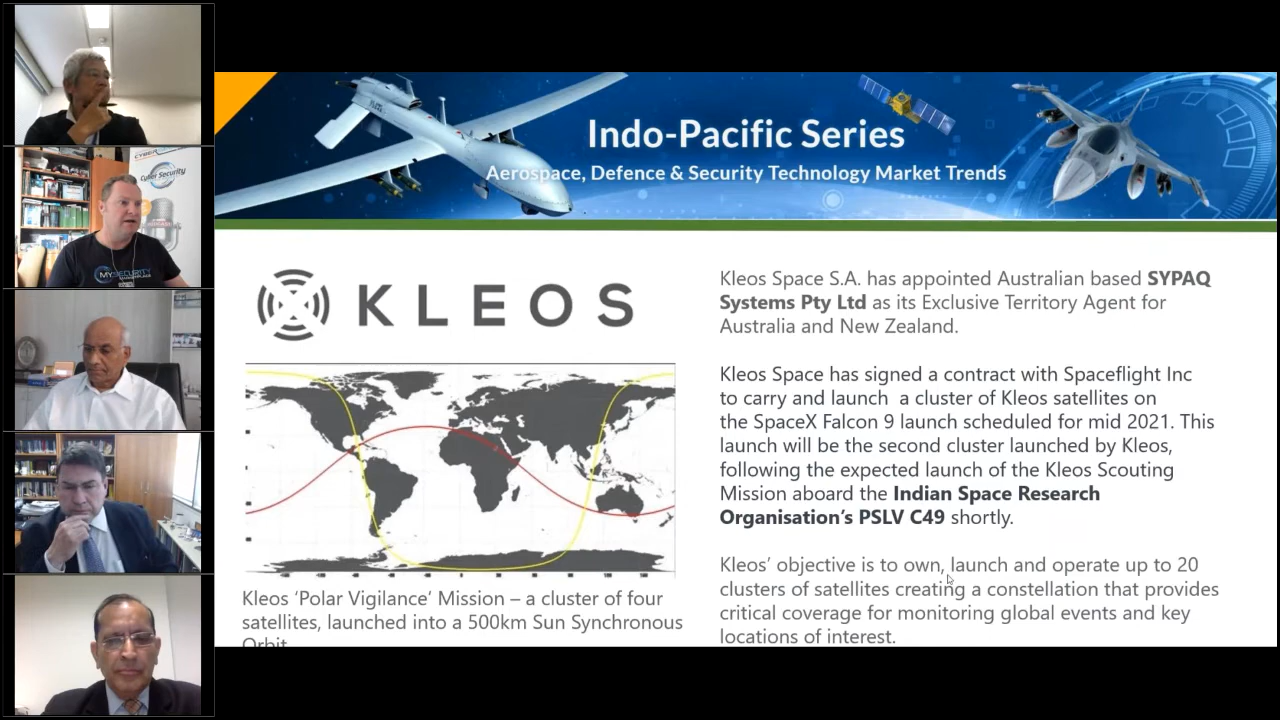 Indo-Pacific Series
Aerospace, Defence & Security Technology Market Trends
KLEOS
Kleos 'Polar Vigilance' Mission – a cluster of four
satellites, launched into a 500km Sun Synchronous
Orbit
Kleos Space S.A. has appointed Australian based SYPAQ
Systems Pty Ltd as its Exclusive Territory Agent for
Australia and New Zealand.
Kleos Space has signed a contract with Spaceflight Inc
to carry and launch a cluster of Kleos satellites on
the SpaceX Falcon 9 launch scheduled for mid 2021. This
launch will be the second cluster launched by Kleos,
following the expected launch of the Kleos Scouting
Mission aboard the Indian Space Research
Organisation's PSLV C49 shortly.
Kleos' objective is to own, launch and operate up to 20
clusters of satellites creating a constellation that provides
critical coverage for monitoring global events and key
locations of interest.
Cyber Security
MYSECURITY